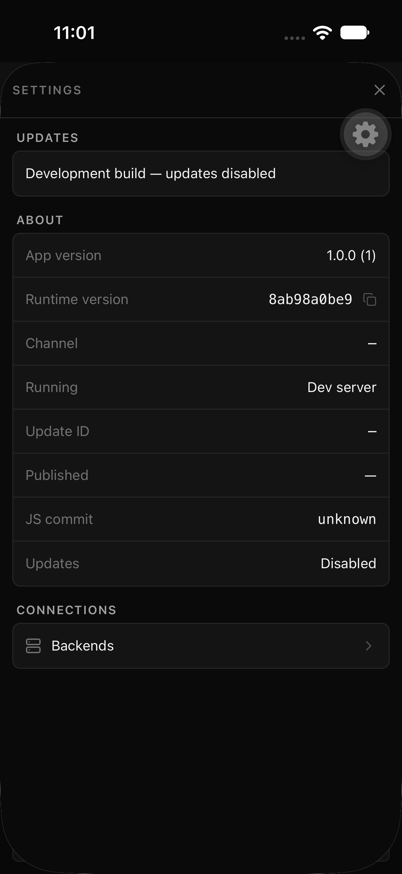 11:01
SETTINGS
UPDATES
Development build — updates disabled
ABOUT
App version 1.0.0 (1)
Runtime version 8ab98a0be9
Channel —
Running Dev server
Update ID —
Published —
JS commit unknown
Updates Disabled
CONNECTIONS
Backends